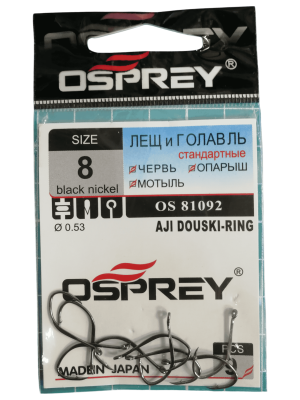 OSPREY®
SIZE
8
black nickel
ЛЕЩ и ГОЛАВЛЬ
стандартные
ЧЕРВЬ ОПАРЫШ
МОТЫЛЬ
Ø 0.53
OS 81092
AJI DOUSKI-RING
OSPREY®
PCS
MADE IN JAPAN